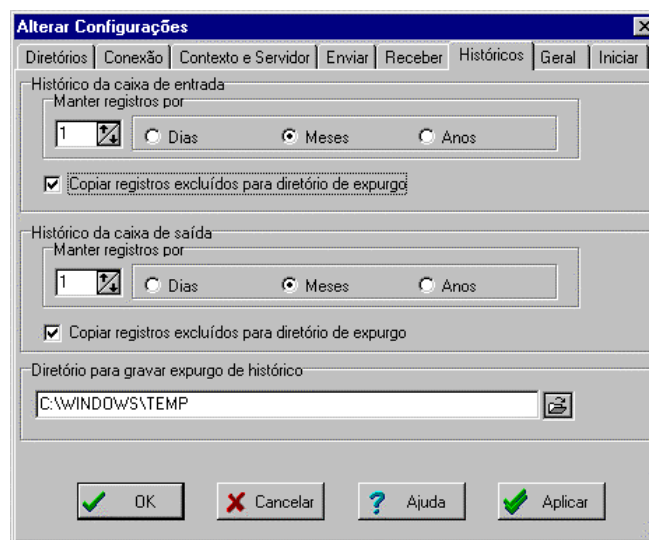 Alterar Configurações
Diretórios Conexão Contexto e Servidor Enviar Receber Históricos Geral Iniciar
Histórico da caixa de entrada
Manter registros por
1 Dias Meses Anos
Copiar registros excluídos para diretório de expurgo
Histórico da caixa de saída
Manter registros por
1 Dias Meses Anos
Copiar registros excluídos para diretório de expurgo
Diretório para gravar expurgo de histórico
C:\WINDOWS\TEMP
OK Cancelar ? Ajuda Aplicar